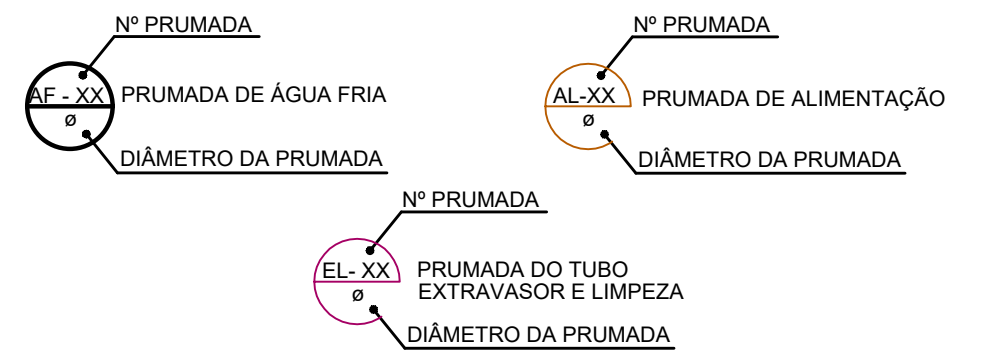 Nº PRUMADA
AF - XX
PRUMADA DE ÁGUA FRIA
ø
DIÂMETRO DA PRUMADA
Nº PRUMADA
AL-XX
PRUMADA DE ALIMENTAÇÃO
ø
DIÂMETRO DA PRUMADA
Nº PRUMADA
EL- XX
PRUMADA DO TUBO
EXTRAVASOR E LIMPEZA
ø
DIÂMETRO DA PRUMADA